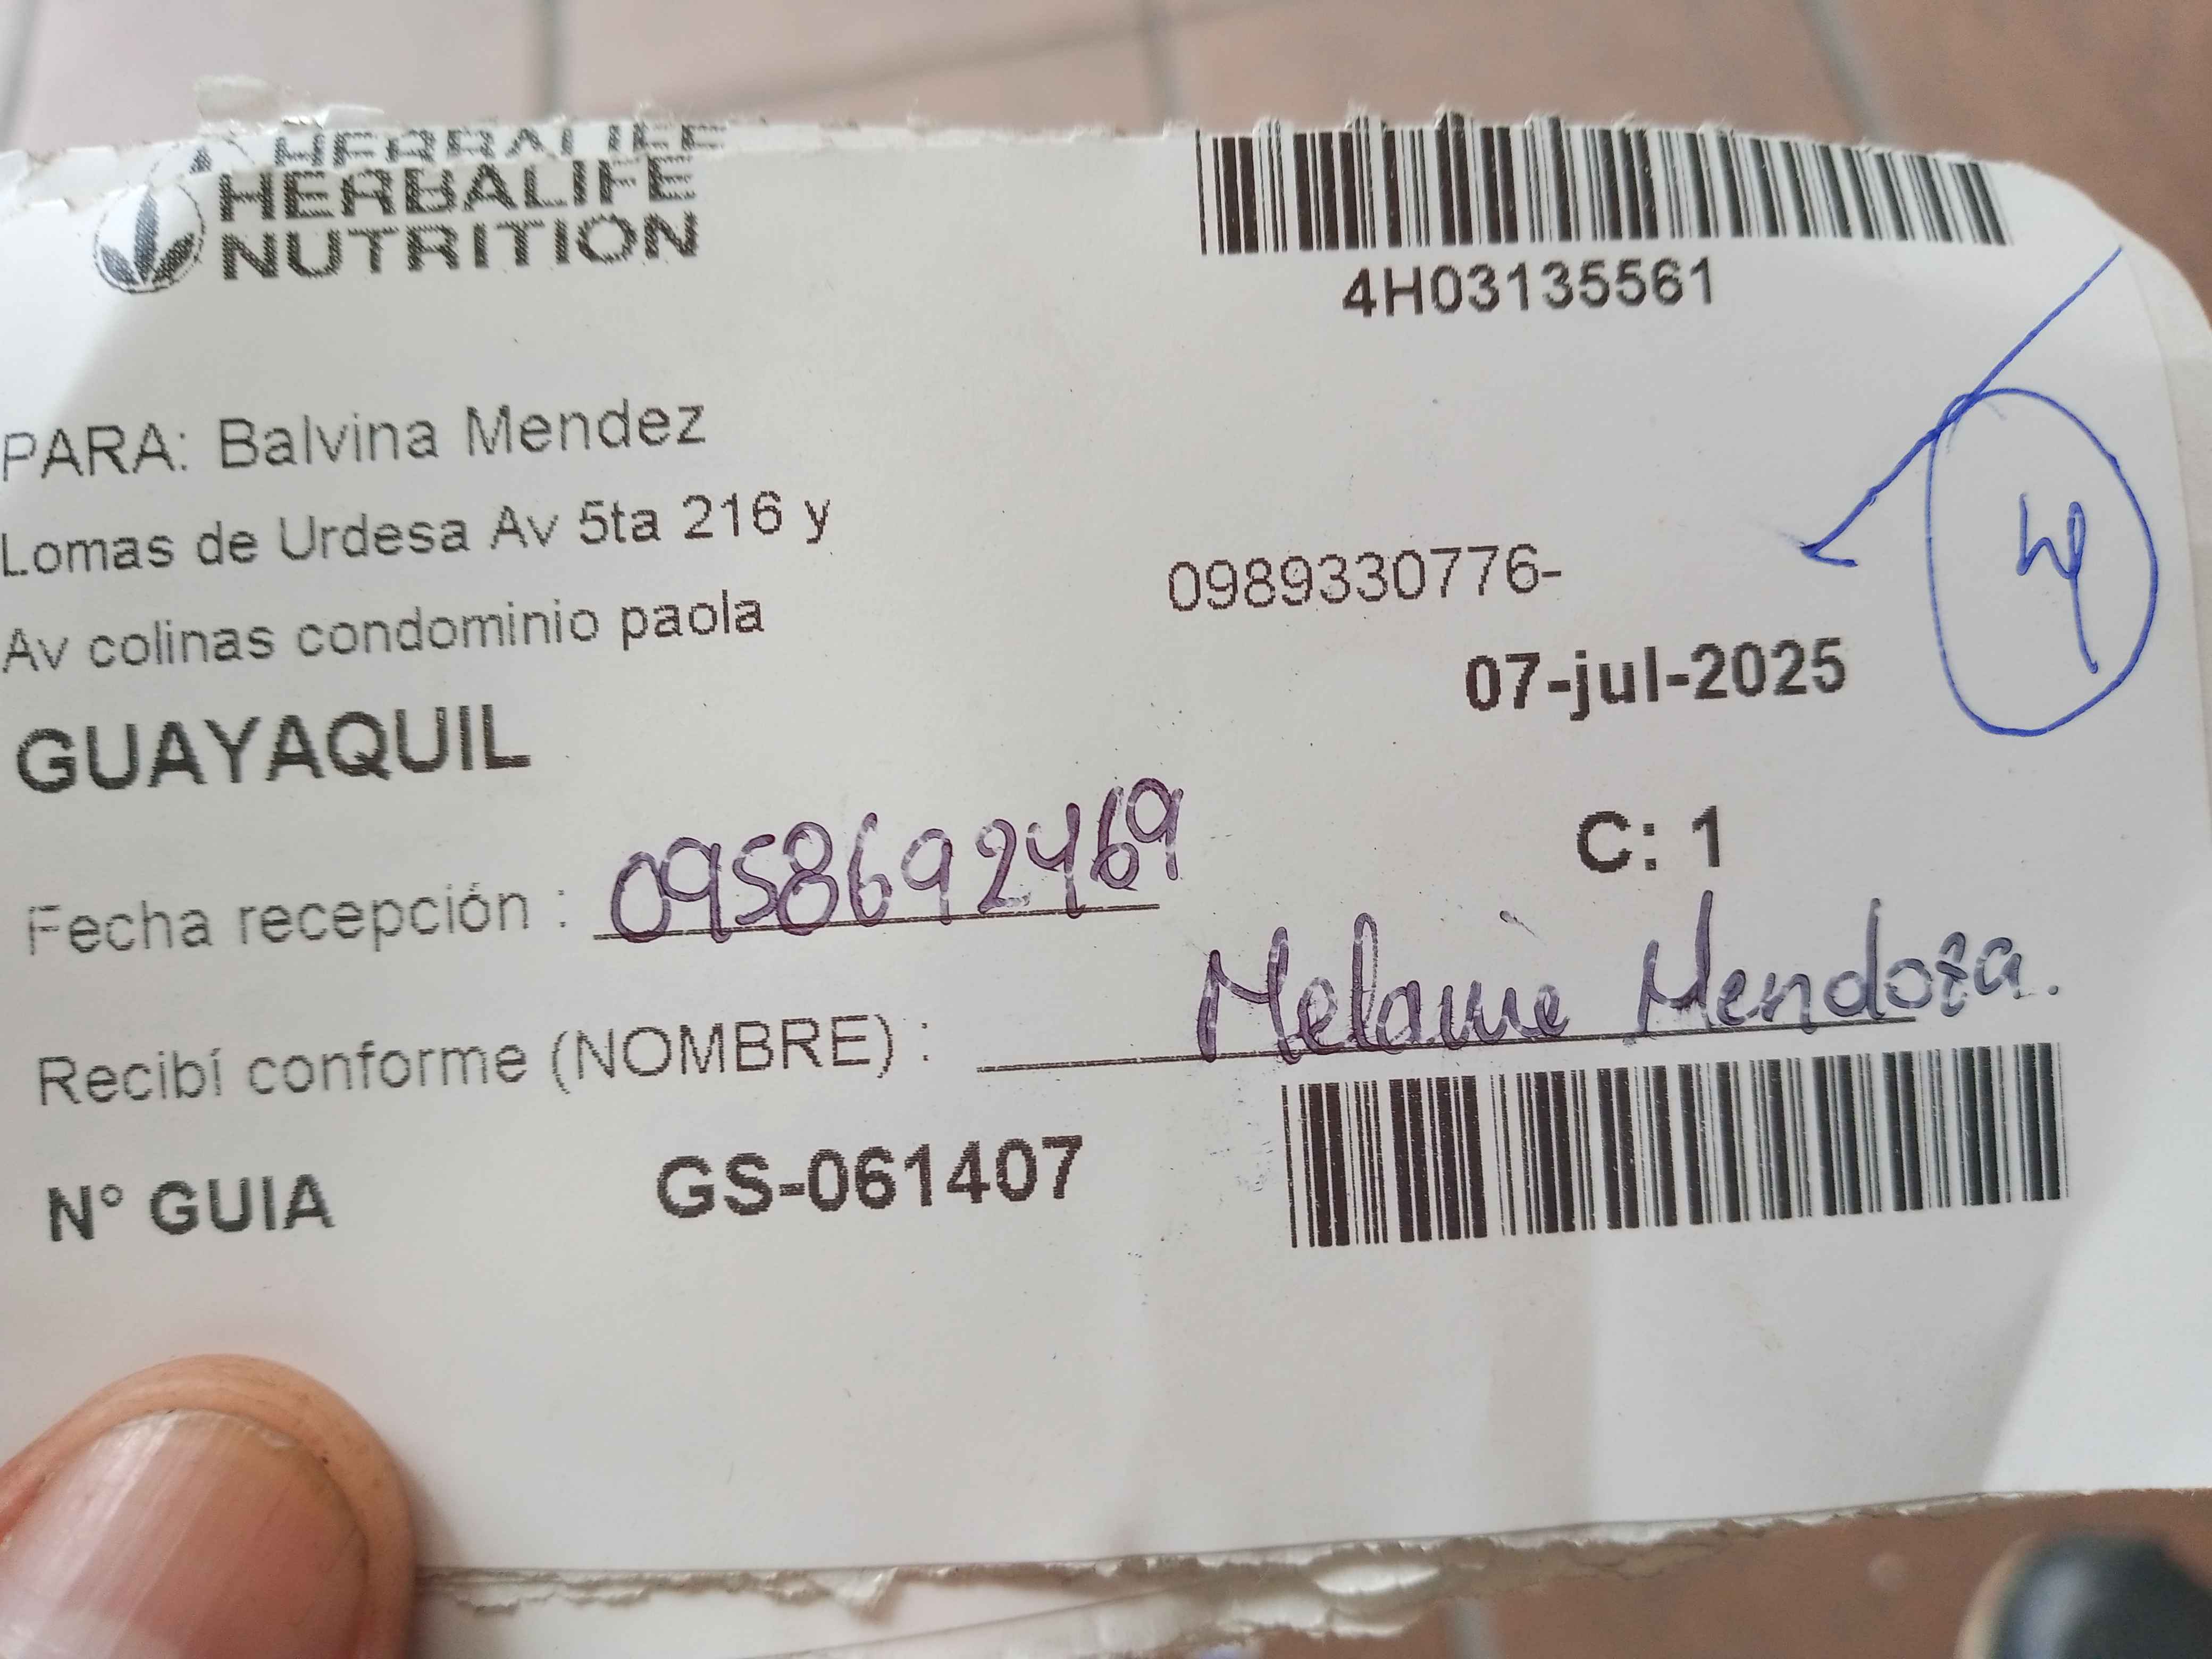 HERBALIFE
HERBALIFE
NUTRITION
4H03135561
PARA: Balvina Mendez
Lomas de Urdesa Av 5ta 216 y
Av colinas condominio paola
0989330776-
07-jul-2025
GUAYAQUIL
C: 1
Fecha recepción : 0958692469
Recibí conforme (NOMBRE) : Melanie Mendoza.
N° GUIA GS-061407